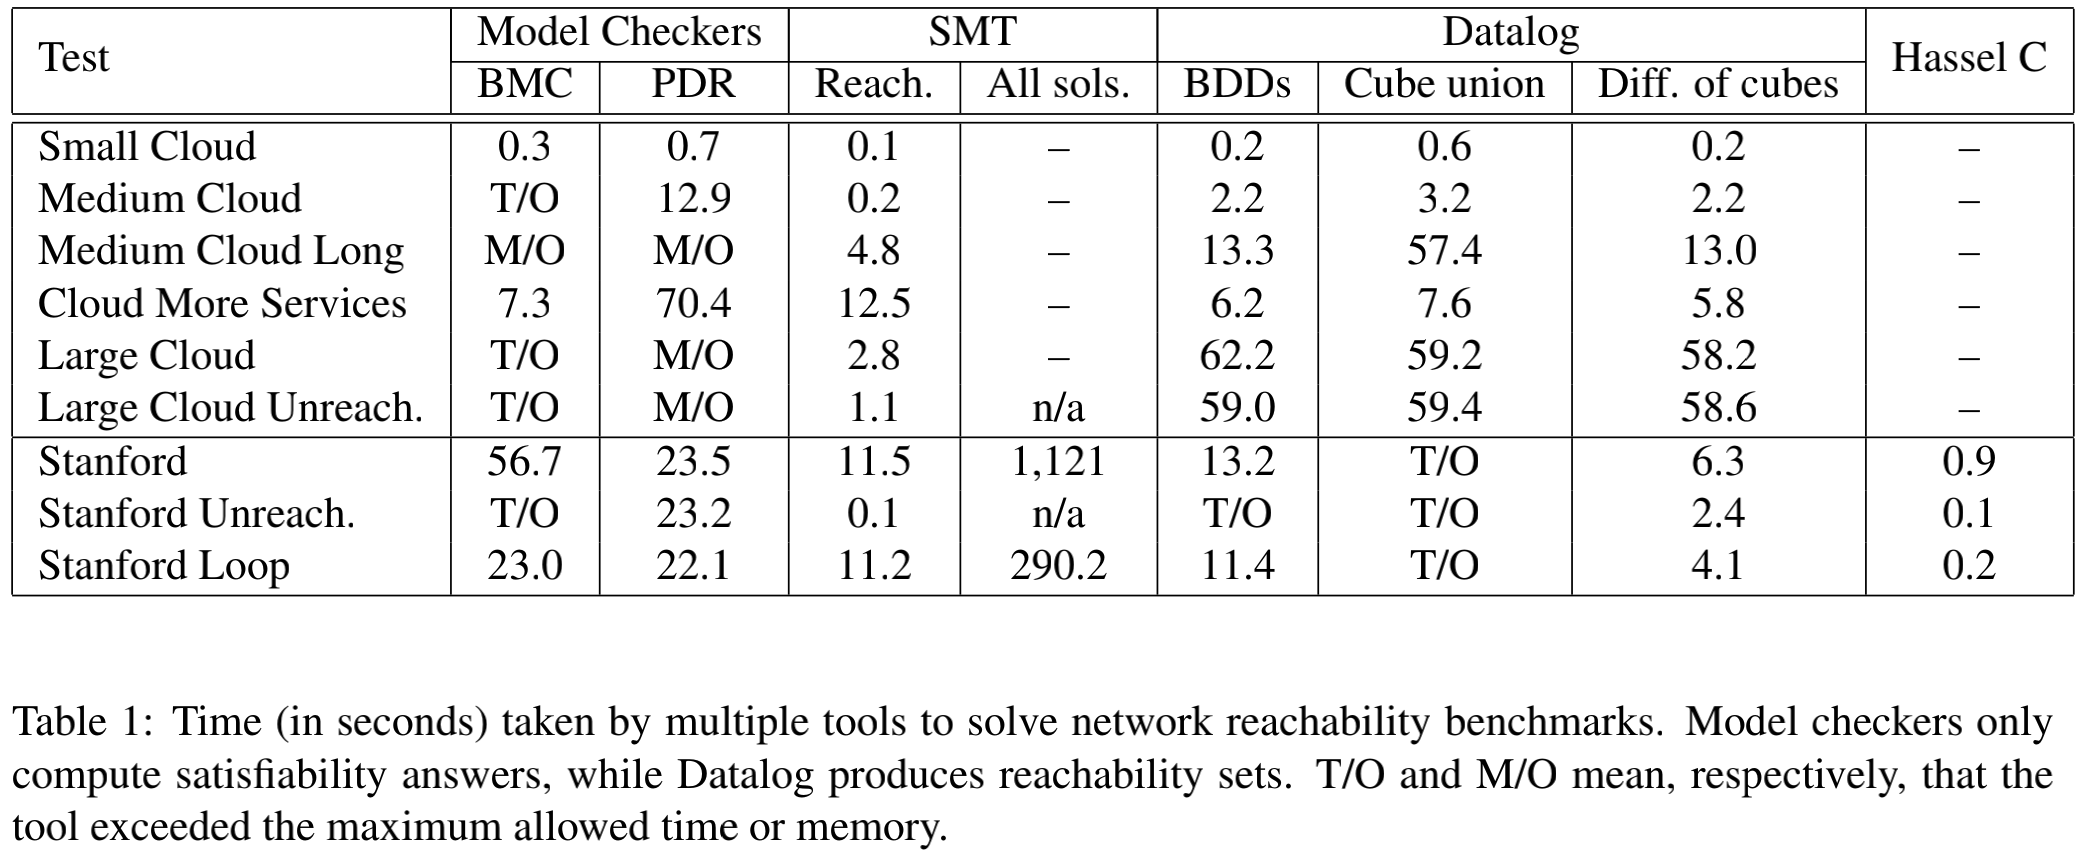 Test Model Checkers SMT Datalog Hassel C
BMC PDR Reach. All sols. BDDs Cube union Diff. of cubes
Small Cloud 0.3 0.7 0.1 – 0.2 0.6 0.2 –
Medium Cloud T/O 12.9 0.2 – 2.2 3.2 2.2 –
Medium Cloud Long M/O M/O 4.8 – 13.3 57.4 13.0 –
Cloud More Services 7.3 70.4 12.5 – 6.2 7.6 5.8 –
Large Cloud T/O M/O 2.8 – 62.2 59.2 58.2 –
Large Cloud Unreach. T/O M/O 1.1 n/a 59.0 59.4 58.6 –
Stanford 56.7 23.5 11.5 1,121 13.2 T/O 6.3 0.9
Stanford Unreach. T/O 23.2 0.1 n/a T/O T/O 2.4 0.1
Stanford Loop 23.0 22.1 11.2 290.2 11.4 T/O 4.1 0.2
Table 1: Time (in seconds) taken by multiple tools to solve network reachability benchmarks. Model checkers only
compute satisfiability answers, while Datalog produces reachability sets. T/O and M/O mean, respectively, that the
tool exceeded the maximum allowed time or memory.